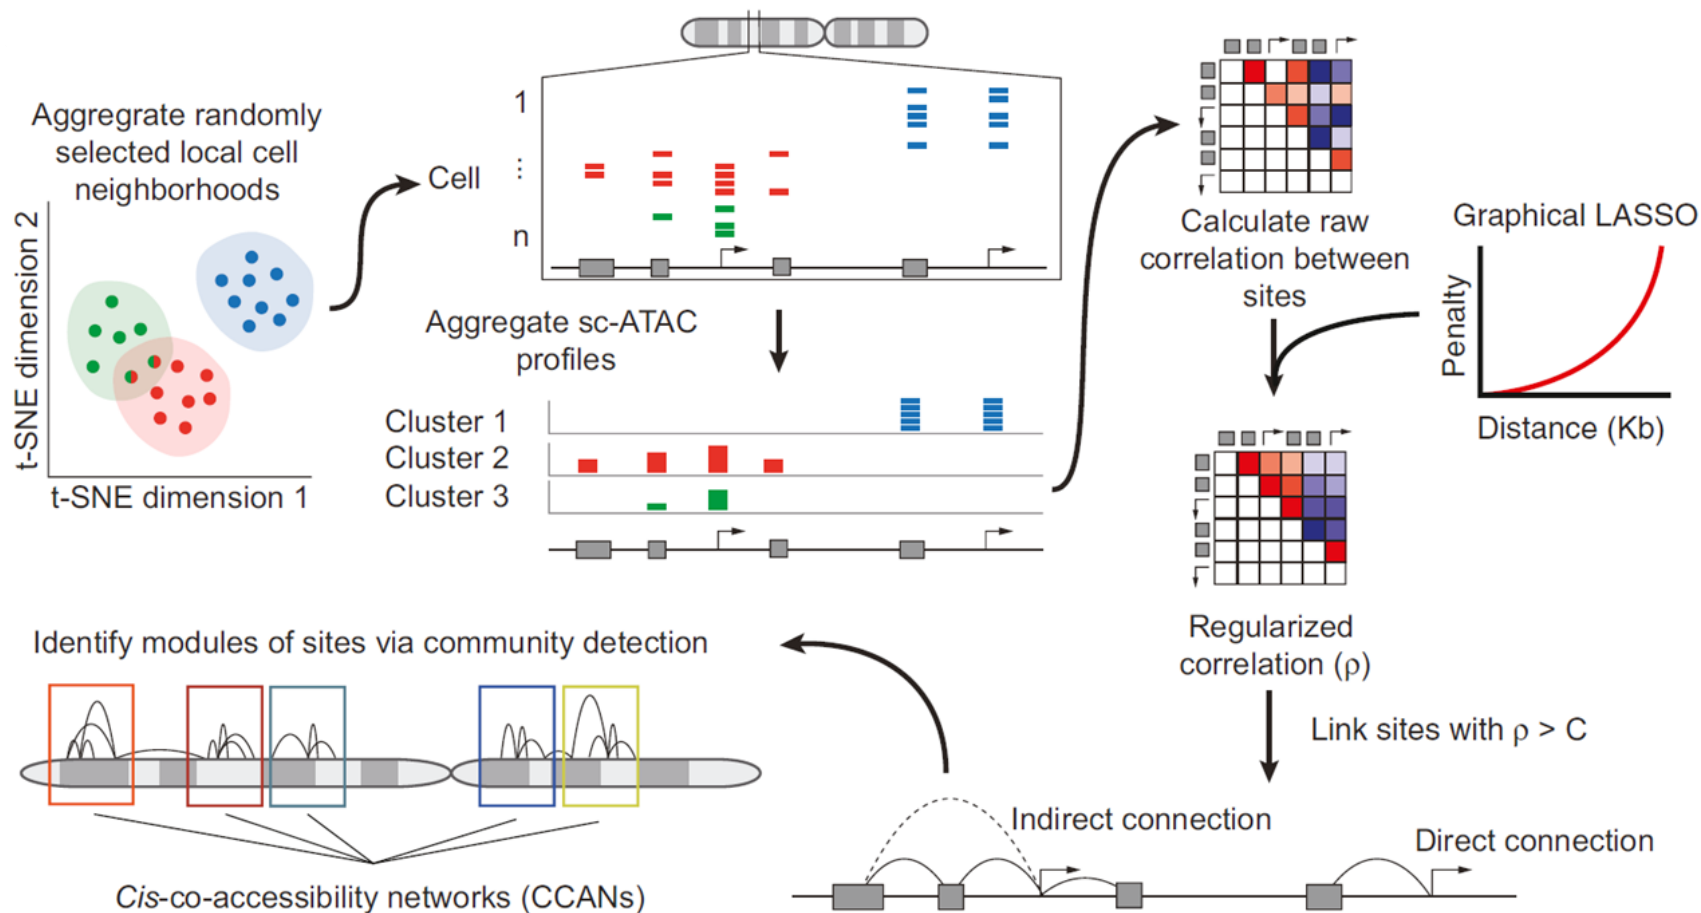 Aggregrate randomly
selected local cell
neighborhoods
t-SNE dimension 2
t-SNE dimension 1
Cell
1
⋮
n
Aggregate sc-ATAC
profiles
Cluster 1
Cluster 2
Cluster 3
Calculate raw
correlation between
sites
Graphical LASSO
Penalty
Distance (Kb)
Regularized
correlation (ρ)
Link sites with ρ > C
Indirect connection
Direct connection
Identify modules of sites via community detection
Cis-co-accessibility networks (CCANs)